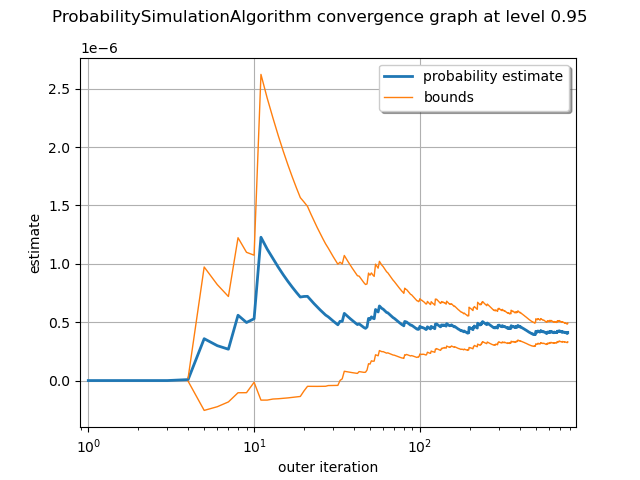 ProbabilitySimulationAlgorithm convergence graph at level 0.95
1e−6
probability estimate
bounds
2.5
2.0
1.5
1.0
0.5
0.0
estimate
10⁰
10¹
10²
outer iteration